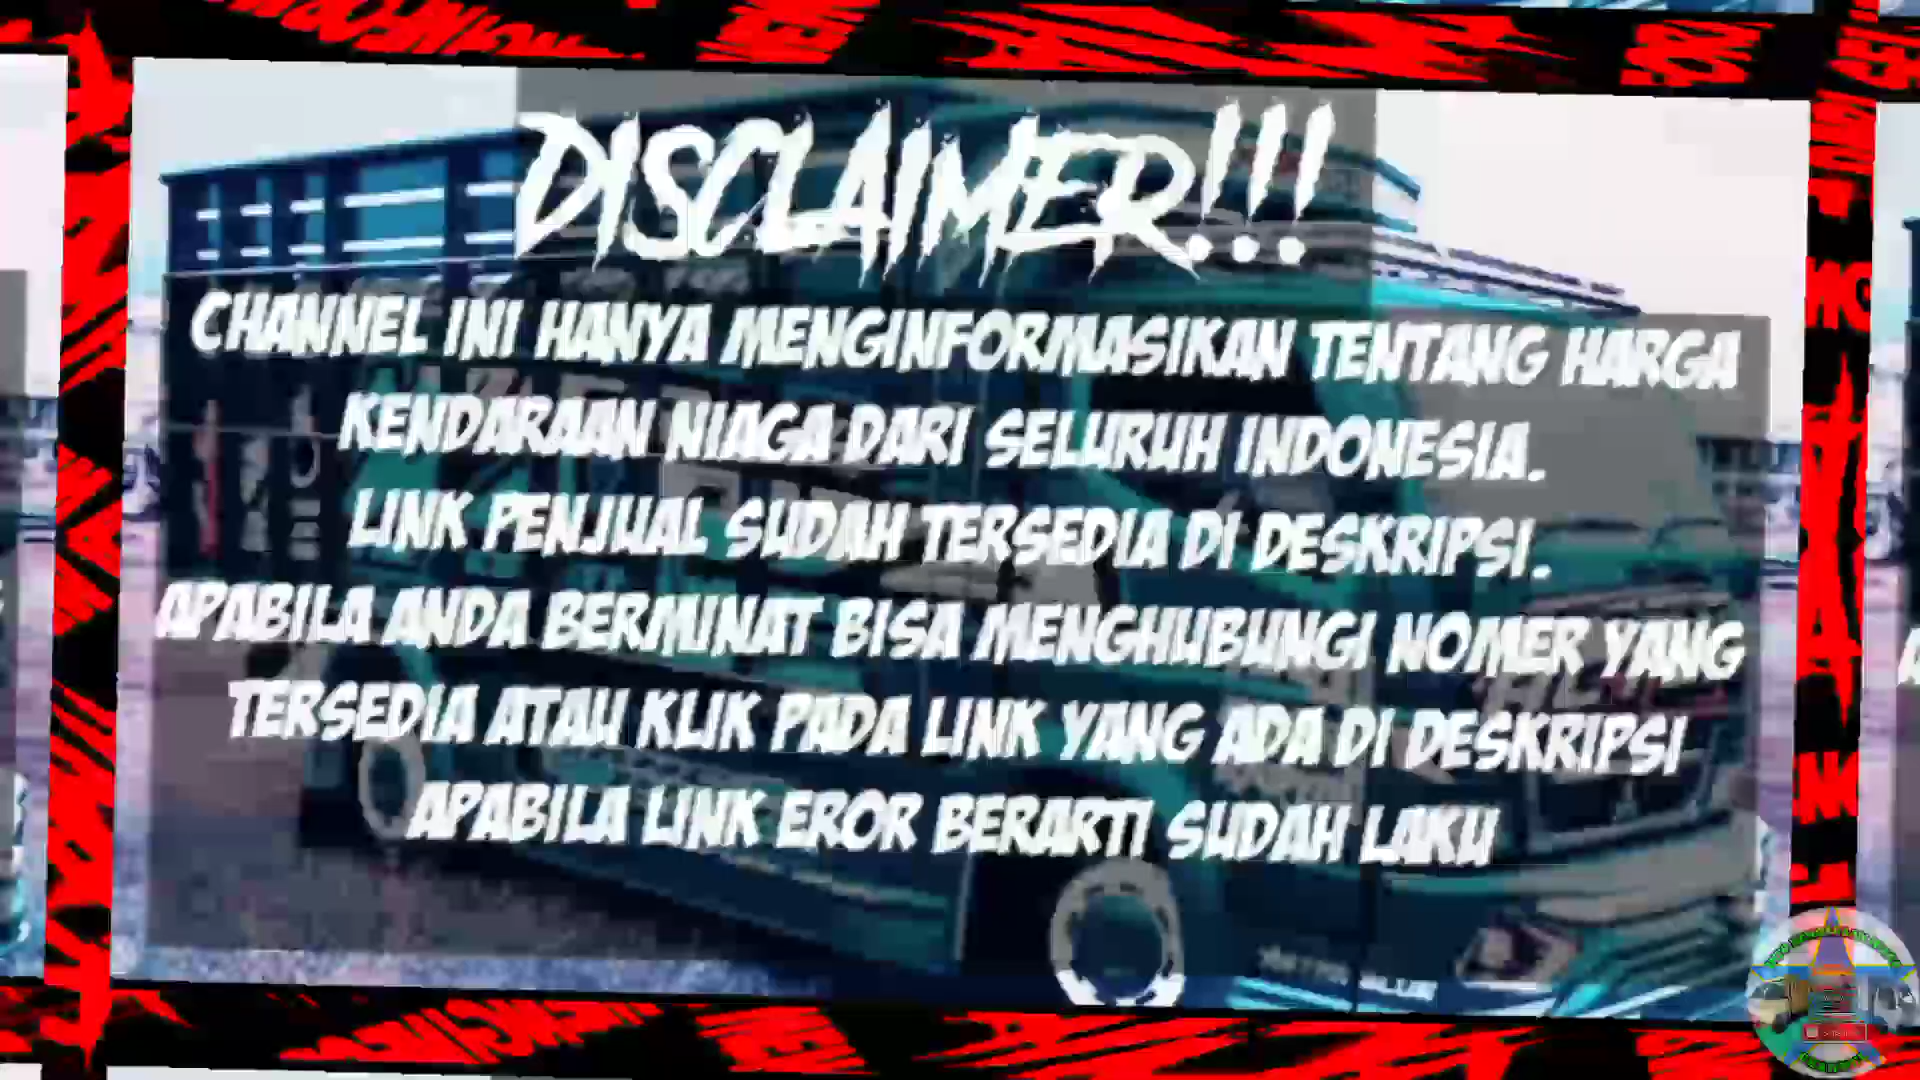 DISCLAIMER!!!
CHANNEL INI HANYA MENGINFORMASIKAN TENTANG HARGA
KENDARAAN NIAGA DARI SELURUH INDONESIA.
LINK PENJUAL SUDAH TERSEDIA DI DESKRIPSI.
APABILA ANDA BERMINAT BISA MENGHUBUNGI NOMER YANG
TERSEDIA ATAU KLIK PADA LINK YANG ADA DI DESKRIPSI
APABILA LINK EROR BERARTI SUDAH LAKU